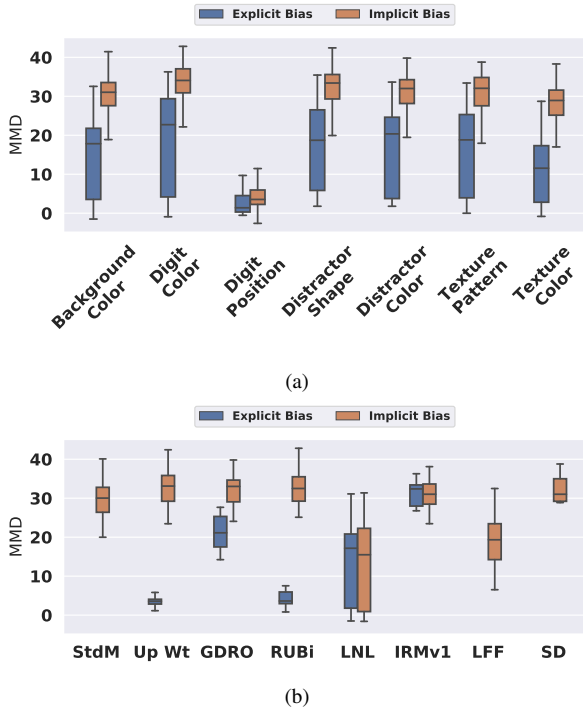 Explicit Bias Implicit Bias
MMD
40
30
20
10
0
Background Color
Digit Color
Digit Position
Distractor Shape
Distractor Color
Texture Pattern
Texture Color
(a)
Explicit Bias Implicit Bias
MMD
40
30
20
10
0
StdM Up Wt GDRO RUBi LNL IRMv1 LFF SD
(b)